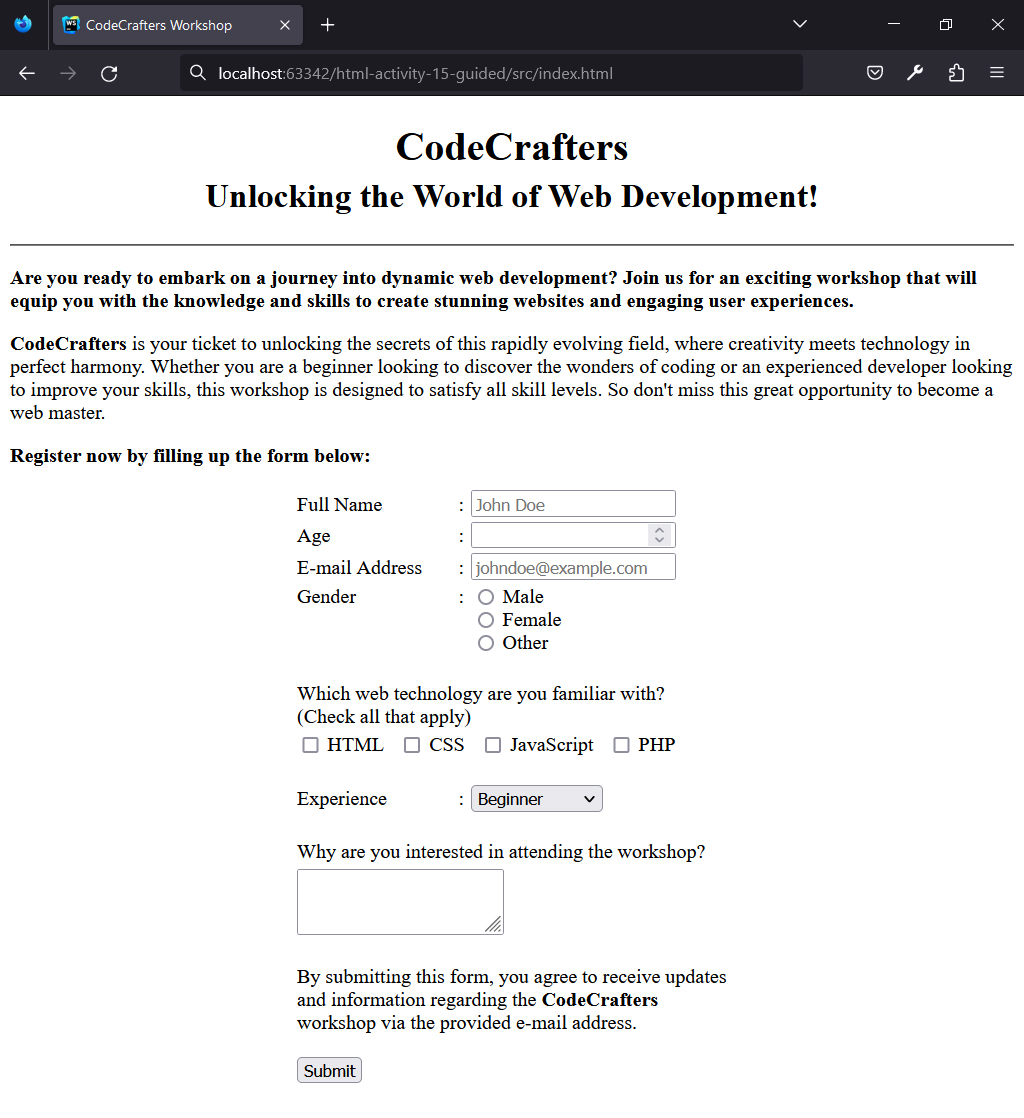 CodeCrafters Workshop
localhost:63342/html-activity-15-guided/src/index.html
CodeCrafters
Unlocking the World of Web Development!
Are you ready to embark on a journey into dynamic web development? Join us for an exciting workshop that will
equip you with the knowledge and skills to create stunning websites and engaging user experiences.
CodeCrafters is your ticket to unlocking the secrets of this rapidly evolving field, where creativity meets technology in
perfect harmony. Whether you are a beginner looking to discover the wonders of coding or an experienced developer looking
to improve your skills, this workshop is designed to satisfy all skill levels. So don't miss this great opportunity to become a
web master.
Register now by filling up the form below:
Full Name : John Doe
Age :
E-mail Address : johndoe@example.com
Gender : Male
Female
Other
Which web technology are you familiar with?
(Check all that apply)
HTML CSS JavaScript PHP
Experience : Beginner
Why are you interested in attending the workshop?
By submitting this form, you agree to receive updates
and information regarding the CodeCrafters
workshop via the provided e-mail address.
Submit